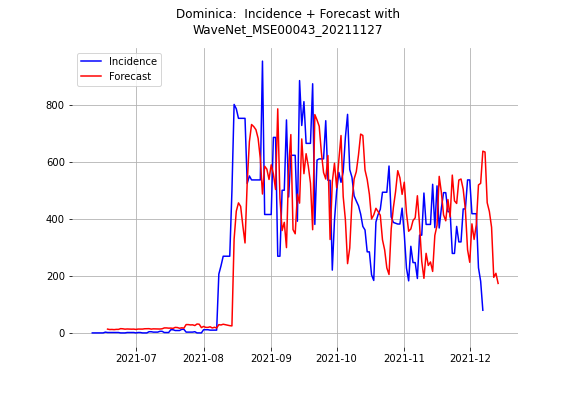 Dominica:  Incidence + Forecast with
WaveNet_MSE00043_20211127
Incidence
Forecast
800
600
400
200
0
2021-07
2021-08
2021-09
2021-10
2021-11
2021-12